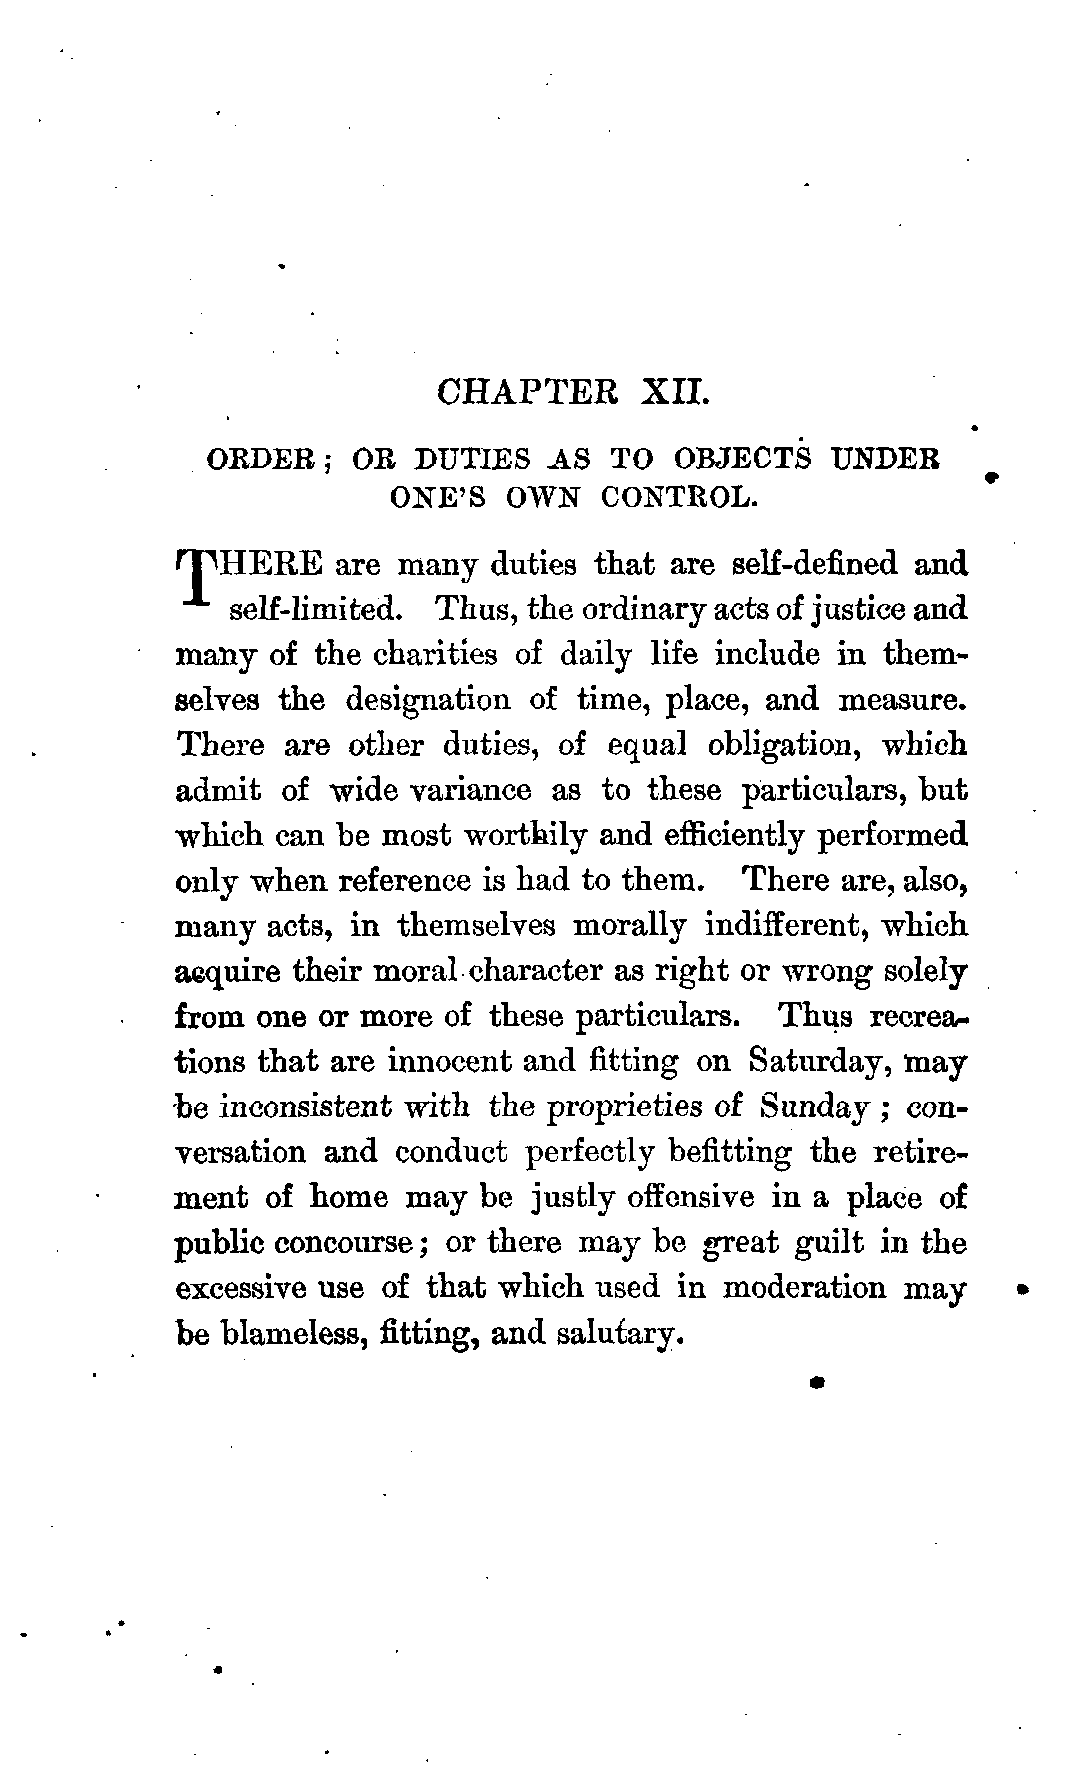 CHAPTER XII.
ORDER; OR DUTIES AS TO OBJECTS UNDER
ONE'S OWN CONTROL.
THERE are many duties that are self-defined and
self-limited. Thus, the ordinary acts of justice and
many of the charities of daily life include in them-
selves the designation of time, place, and measure.
There are other duties, of equal obligation, which
admit of wide variance as to these particulars, but
which can be most worthily and efficiently performed
only when reference is had to them. There are, also,
many acts, in themselves morally indifferent, which
acquire their moral character as right or wrong solely
from one or more of these particulars. Thus recrea-
tions that are innocent and fitting on Saturday, may
be inconsistent with the proprieties of Sunday; con-
versation and conduct perfectly befitting the retire-
ment of home may be justly offensive in a place of
public concourse; or there may be great guilt in the
excessive use of that which used in moderation may
be blameless, fitting, and salutary.